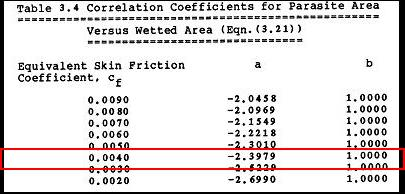 Table 3.4 Correlation Coefficients for Parasite Area
Versus Wetted Area (Eqn.(3.21))
Equivalent Skin Friction a b
Coefficient, cf
0.0090 -2.0458 1.0000
0.0080 -2.0969 1.0000
0.0070 -2.1549 1.0000
0.0060 -2.2218 1.0000
0.0050 -2.3010 1.0000
0.0040 -2.3979 1.0000
0.0030 -2.5229 1.0000
0.0020 -2.6990 1.0000